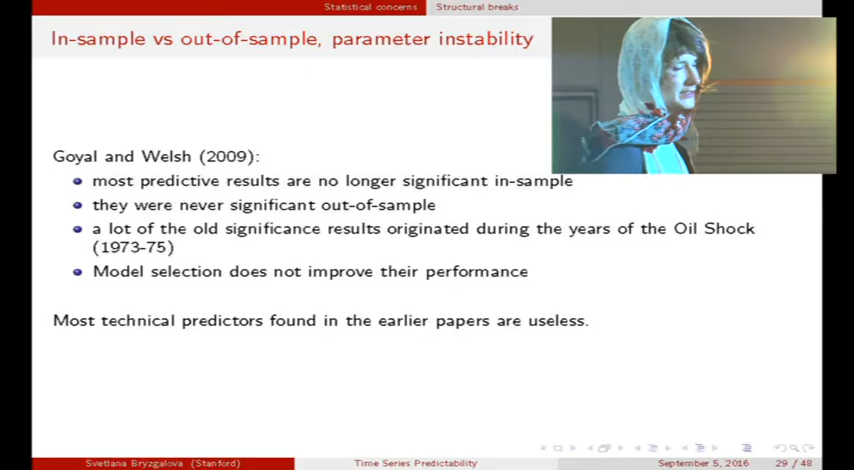 Statistical concerns Structural breaks
In-sample vs out-of-sample, parameter instability
Goyal and Welsh (2009):
most predictive results are no longer significant in-sample
they were never significant out-of-sample
a lot of the old significance results originated during the years of the Oil Shock
(1973-75)
Model selection does not improve their performance
Most technical predictors found in the earlier papers are useless.
Svetlana Bryzgalova (Stanford) Time Series Predictability September 5, 2016 29 / 48